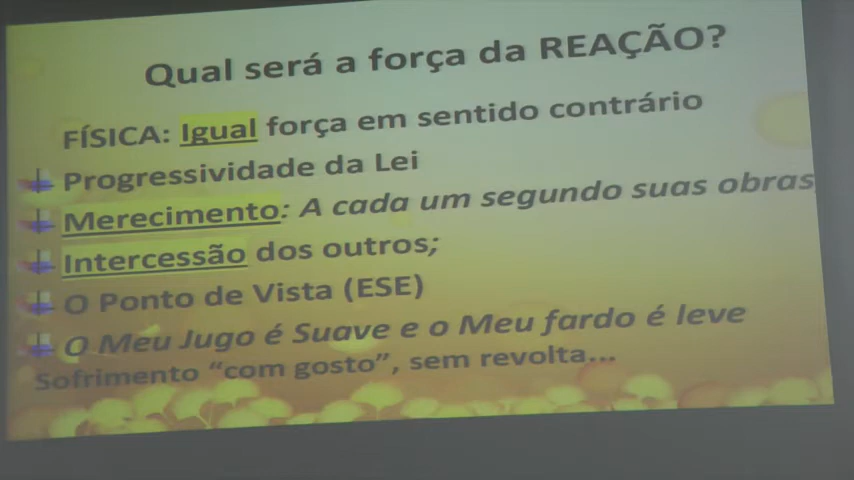 Qual será a força da REAÇÃO?
FÍSICA: Igual força em sentido contrário
Progressividade da Lei
Merecimento: A cada um segundo suas obras,
Intercessão dos outros;
O Ponto de Vista (ESE)
O Meu Jugo é Suave e o Meu fardo é leve
Sofrimento “com gosto”, sem revolta...